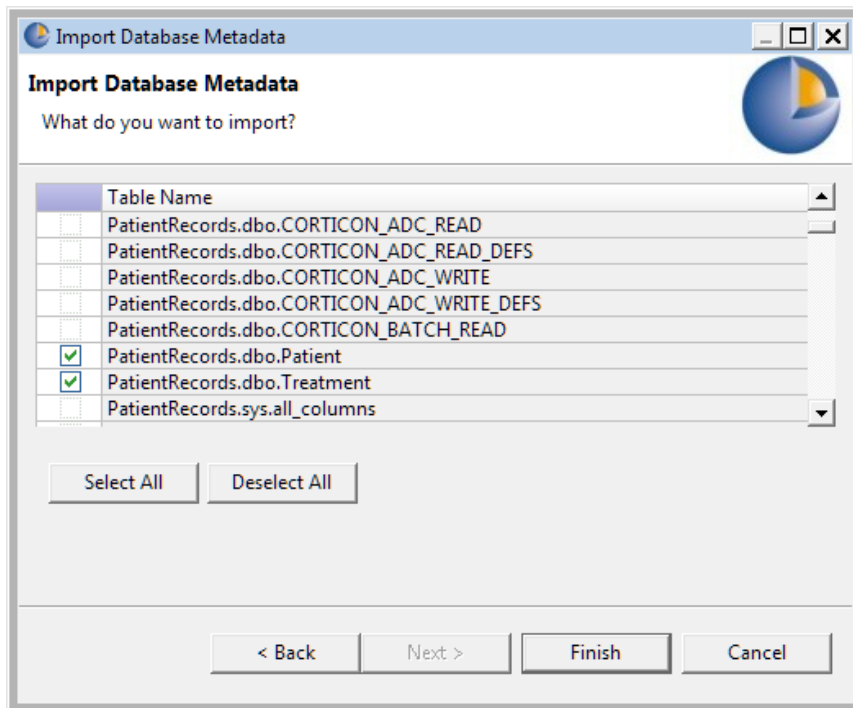 Import Database Metadata
Import Database Metadata
What do you want to import?
Table Name
PatientRecords.dbo.CORTICON_ADC_READ
PatientRecords.dbo.CORTICON_ADC_READ_DEFS
PatientRecords.dbo.CORTICON_ADC_WRITE
PatientRecords.dbo.CORTICON_ADC_WRITE_DEFS
PatientRecords.dbo.CORTICON_BATCH_READ
PatientRecords.dbo.Patient
PatientRecords.dbo.Treatment
PatientRecords.sys.all_columns
Select All Deselect All
< Back Next > Finish Cancel